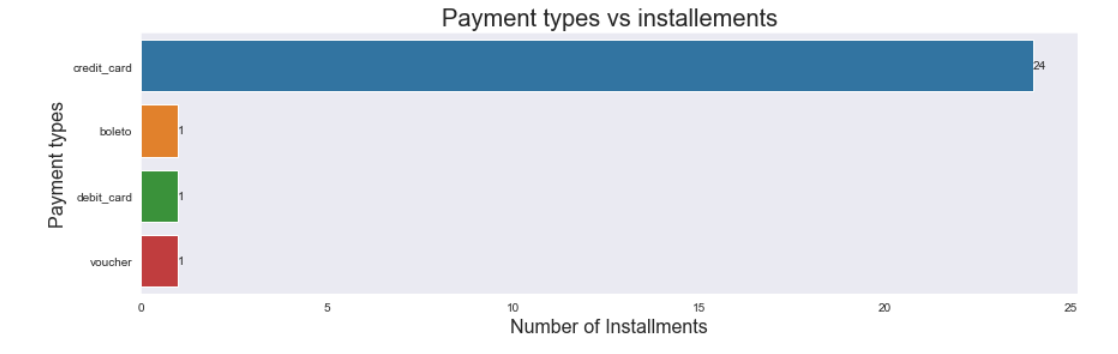 Payment types vs installements
Payment types
credit_card
24
boleto
1
debit_card
1
voucher
1
0 5 10 15 20 25
Number of Installments